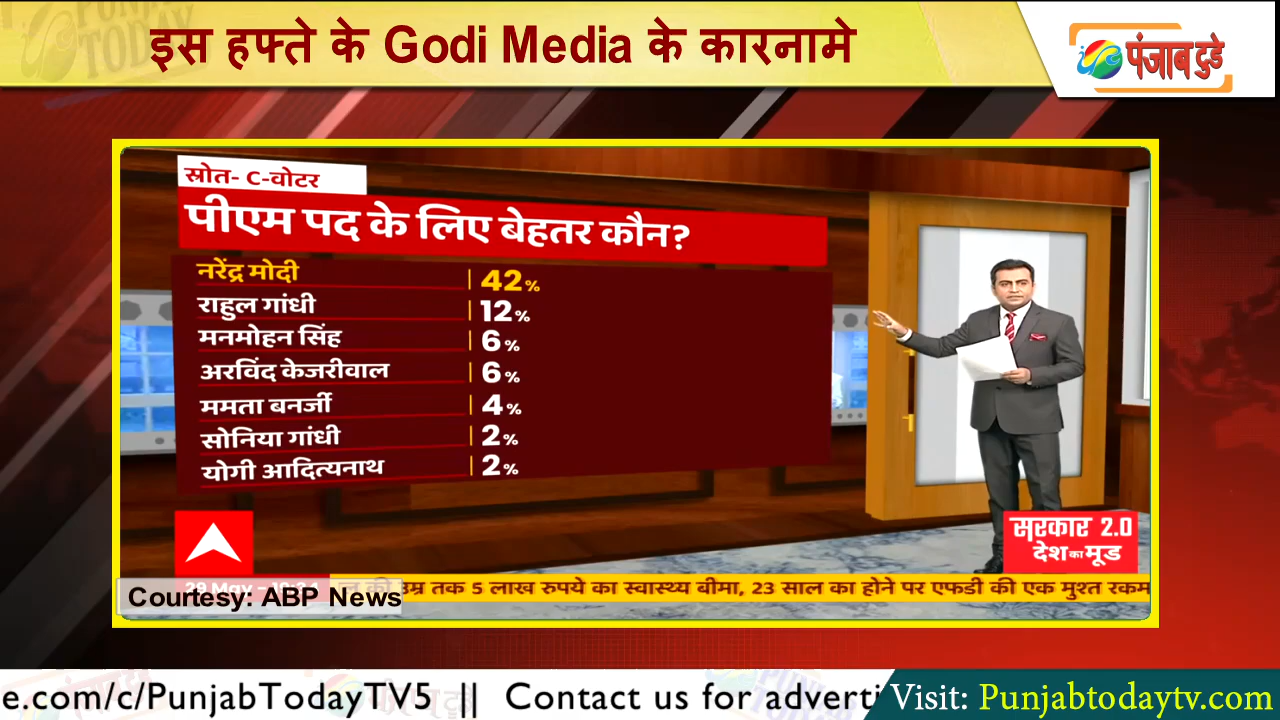 इस हफ्ते के Godi Media के कारनामे
पंजाब टुडे
स्रोत- C-वोटर
पीएम पद के लिए बेहतर कौन?
नरेंद्र मोदी 42%
राहुल गांधी 12%
मनमोहन सिंह 6%
अरविंद केजरीवाल 6%
ममता बनर्जी 4%
सोनिया गांधी 2%
योगी आदित्यनाथ 2%
सरकार 2.0
देश का मूड
उम्र तक 5 लाख रुपये का स्वास्थ्य बीमा, 23 साल का होने पर एफडी की एक मुश्त रकम
Courtesy: ABP News
e.com/c/PunjabTodayTV5 || Contact us for adverti
Visit: Punjabtodaytv.com